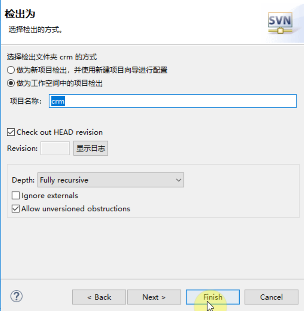 检出为
选择检出的方式。
SVN
选择检出文件夹 crm 的方式
做为新项目检出，并使用新建项目向导进行配置
做为工作空间中的项目检出
项目名称： crm
Check out HEAD revision
Revision: 显示日志
Depth: Fully recursive
Ignore externals
Allow unversioned obstructions
? < Back Next > Finish Cancel